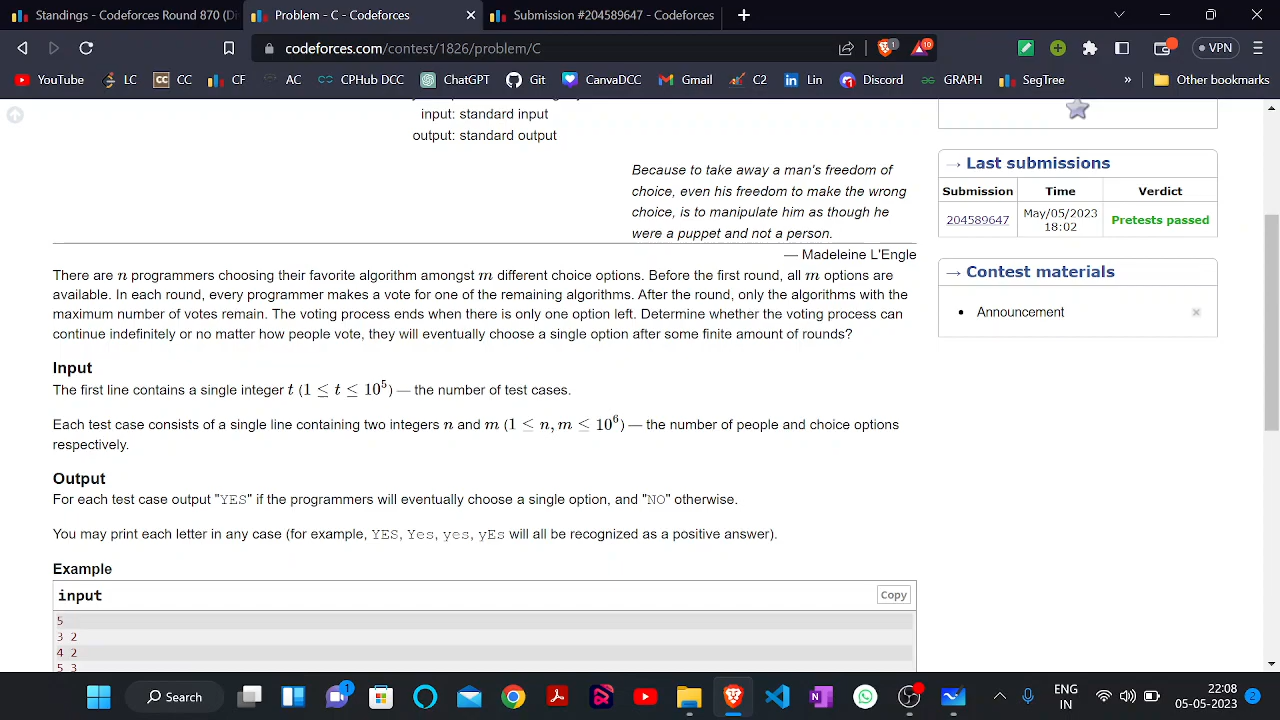 Standings - Codeforces Round 870 (Di
Problem - C - Codeforces
Submission #204589647 - Codeforces
codeforces.com/contest/1826/problem/C
1
10
VPN
YouTube
LC
CC CC
CF
AC
CPHub DCC
ChatGPT
Git
CanvaDCC
Gmail
C2
in Lin
Discord
GRAPH
SegTree
»
Other bookmarks
input: standard input
output: standard output
Because to take away a man's freedom of
choice, even his freedom to make the wrong
choice, is to manipulate him as though he
were a puppet and not a person.
— Madeleine L'Engle
There are n programmers choosing their favorite algorithm amongst m different choice options. Before the first round, all m options are
available. In each round, every programmer makes a vote for one of the remaining algorithms. After the round, only the algorithms with the
maximum number of votes remain. The voting process ends when there is only one option left. Determine whether the voting process can
continue indefinitely or no matter how people vote, they will eventually choose a single option after some finite amount of rounds?
Input
The first line contains a single integer t (1 ≤ t ≤ 10⁵) — the number of test cases.
Each test case consists of a single line containing two integers n and m (1 ≤ n, m ≤ 10⁶) — the number of people and choice options
respectively.
Output
For each test case output "YES" if the programmers will eventually choose a single option, and "NO" otherwise.
You may print each letter in any case (for example, YES, Yes, yes, yEs will all be recognized as a positive answer).
Example
input
Copy
5
3 2
4 2
5 3
→ Last submissions
Submission Time Verdict
204589647 May/05/2023 18:02 Pretests passed
→ Contest materials
Announcement
Search
1
ENG
IN
22:08
05-05-2023
2